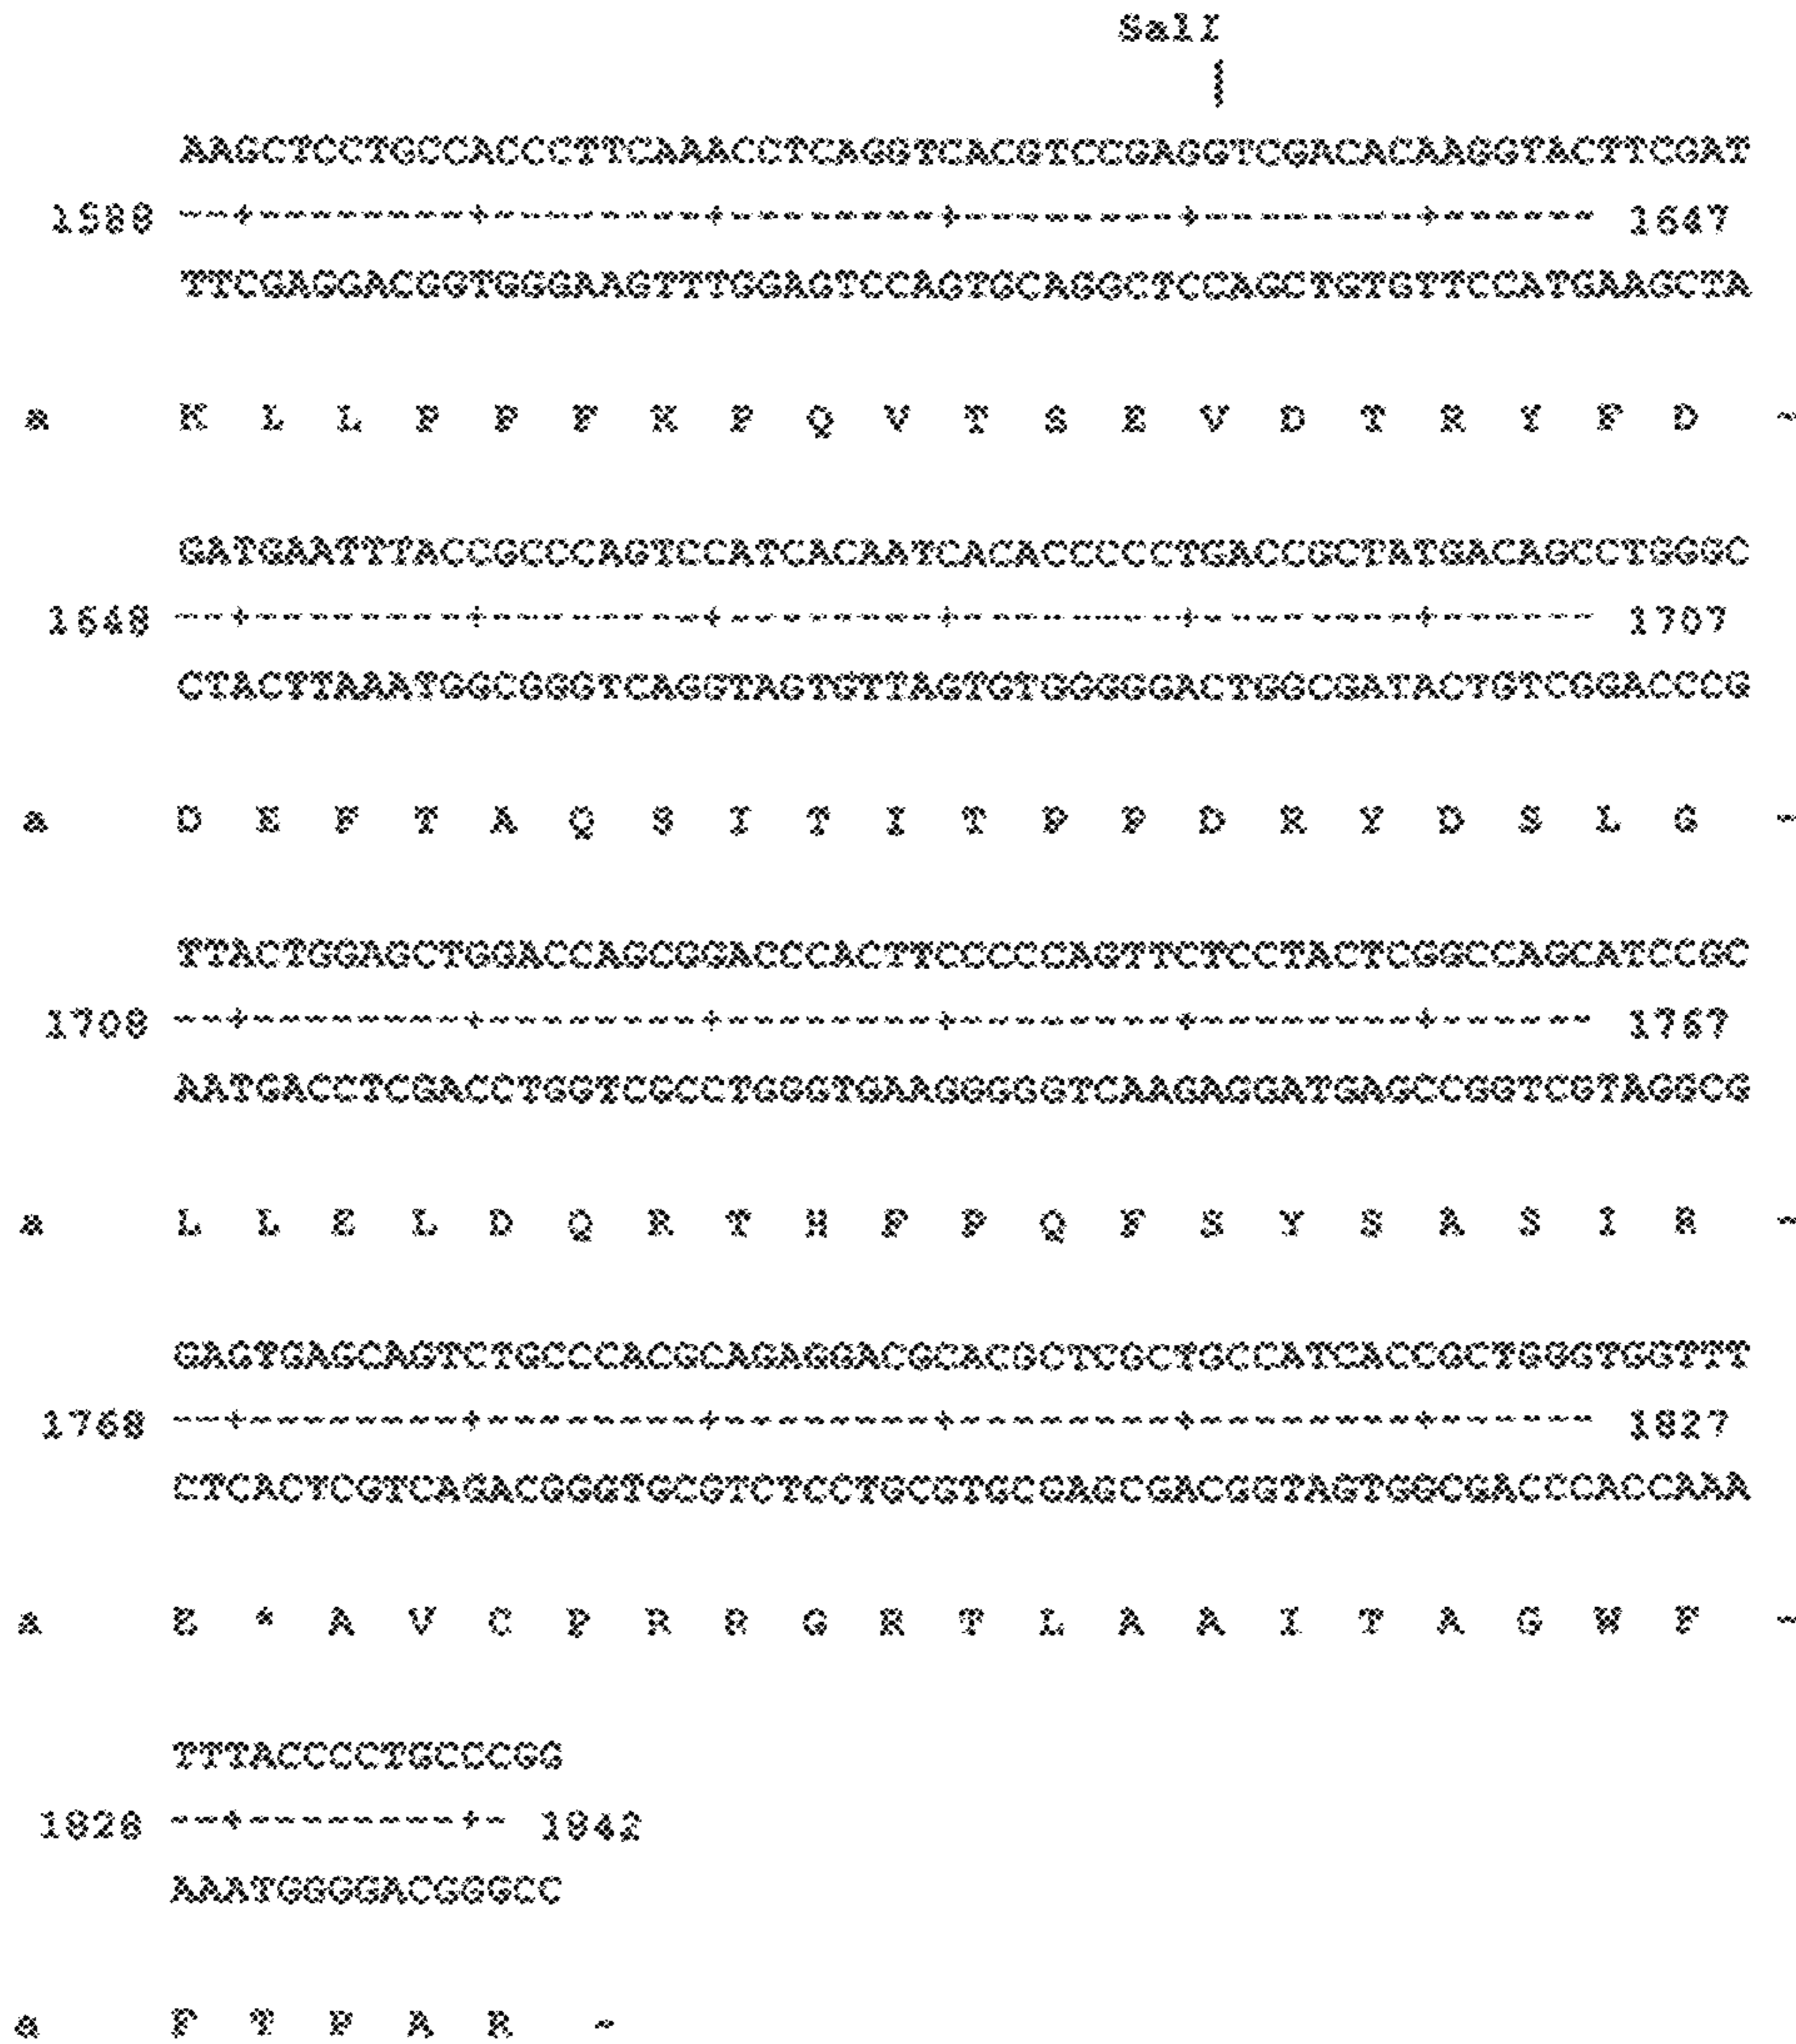 SalI
|
AAGCTCCTGCCACCCTTCAAACCTCAGGTCACGTCCGAGGTCGACACAAGGTACTTCGAT
1588 --+---------+---------+---------+---------+---------+------- 1647
TTCGAGGACGGTGGGAAGTTTGGAGTCCAGTGCAGGCTCCAGCTGTGTTCCATGAAGCTA
a K L L P P F K P Q V T S E V D T R Y F D -
GATGAATTTACCGCCCAGTCCATCACAATCACACCCCCTGACCGCTATGACAGCCTGGGC
1648 --+---------+---------+---------+---------+---------+------- 1707
CTACTTAAATGGCGGGTCAGGTAGTGTTAGTGTGGGGGACTGGCGATACTGTCGGACCCG
a D E F T A Q S I T I T P P D R Y D S L G -
TTACTGGAGCTGGACCAGCGGACCCACTTCCCCCAGTTCTCCTACTCGGCCAGCATCCGC
1708 --+---------+---------+---------+---------+---------+------- 1767
AATGACCTCGACCTGGTCGCCTGGGTGAAGGGGGTCAAGAGGATGAGCCGGTCGTAGGCG
a L L E L D Q R T H F P Q F S Y S A S I R -
GAGTGAGCAGTCTGCCCACGCAGAGGACGCACGCTCGCTGCCATCACCGCTGGGTGGTTT
1768 --+---------+---------+---------+---------+---------+------- 1827
CTCACTCGTCAGACGGGTGCGTCTCCTGCGTGCGAGCGACGGTAGTGGCGACCCACCAAA
a E * A V C P R R G R T L A A I T A G W F -
TTTACCCCTGCCCGG
1828 --+---------+- 1842
AAATGGGGACGGGCC
a F T P A R -